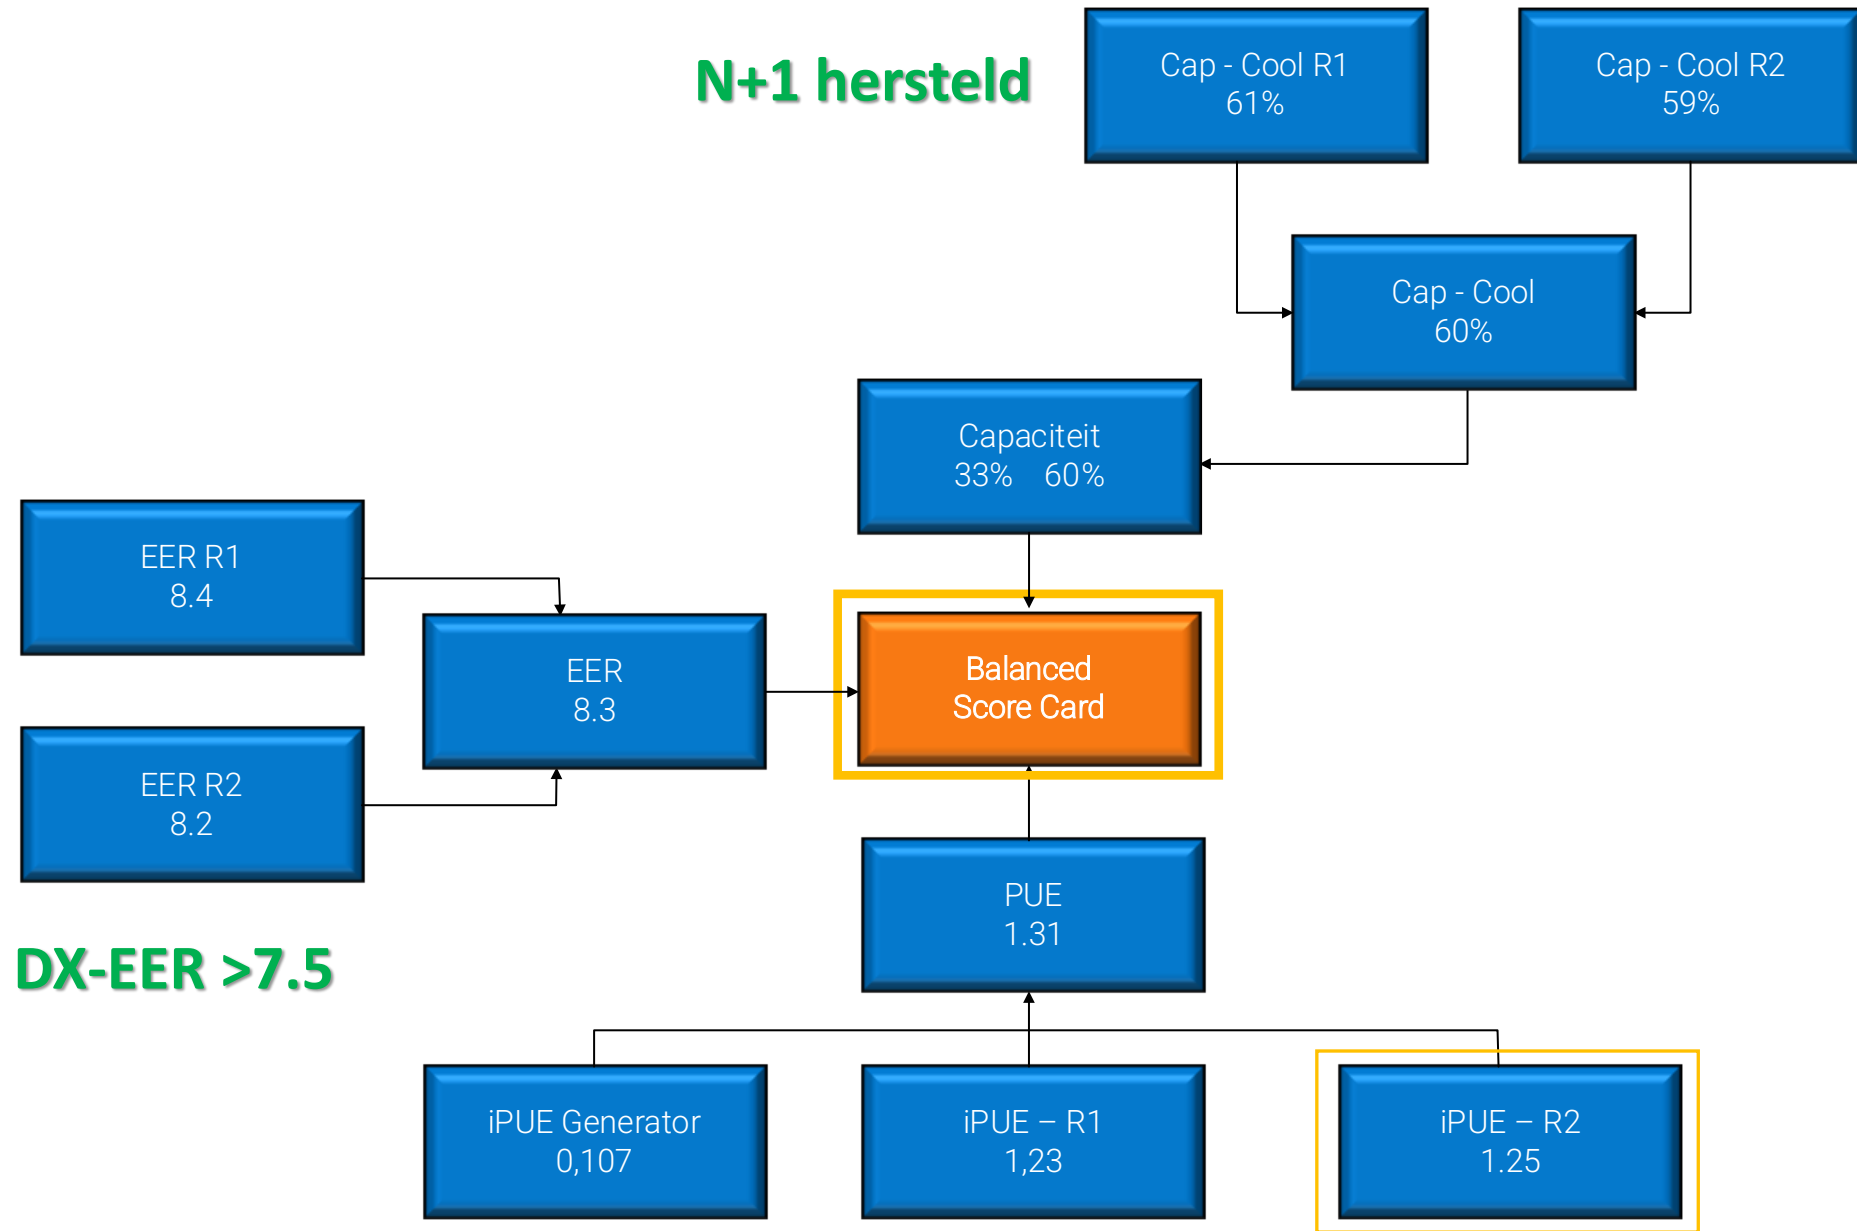 N+1 hersteld
Cap - Cool R1
61%
Cap - Cool R2
59%
Cap - Cool
60%
Capaciteit
33% 60%
EER R1
8.4
EER
8.3
Balanced
Score Card
EER R2
8.2
PUE
1.31
DX-EER >7.5
iPUE Generator
0,107
iPUE – R1
1,23
iPUE – R2
1.25